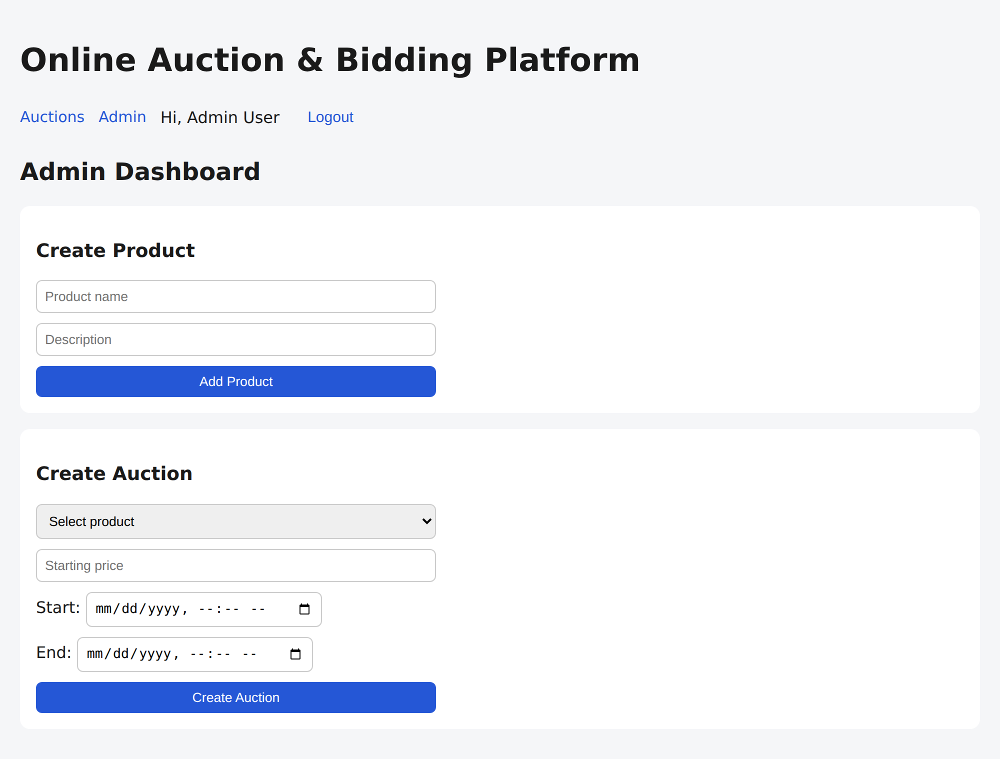 Online Auction & Bidding Platform
Auctions Admin Hi, Admin User Logout
Admin Dashboard
Create Product
Product name
Description
Add Product
Create Auction
Select product
Starting price
Start: mm/dd/yyyy, --:-- --
End: mm/dd/yyyy, --:-- --
Create Auction